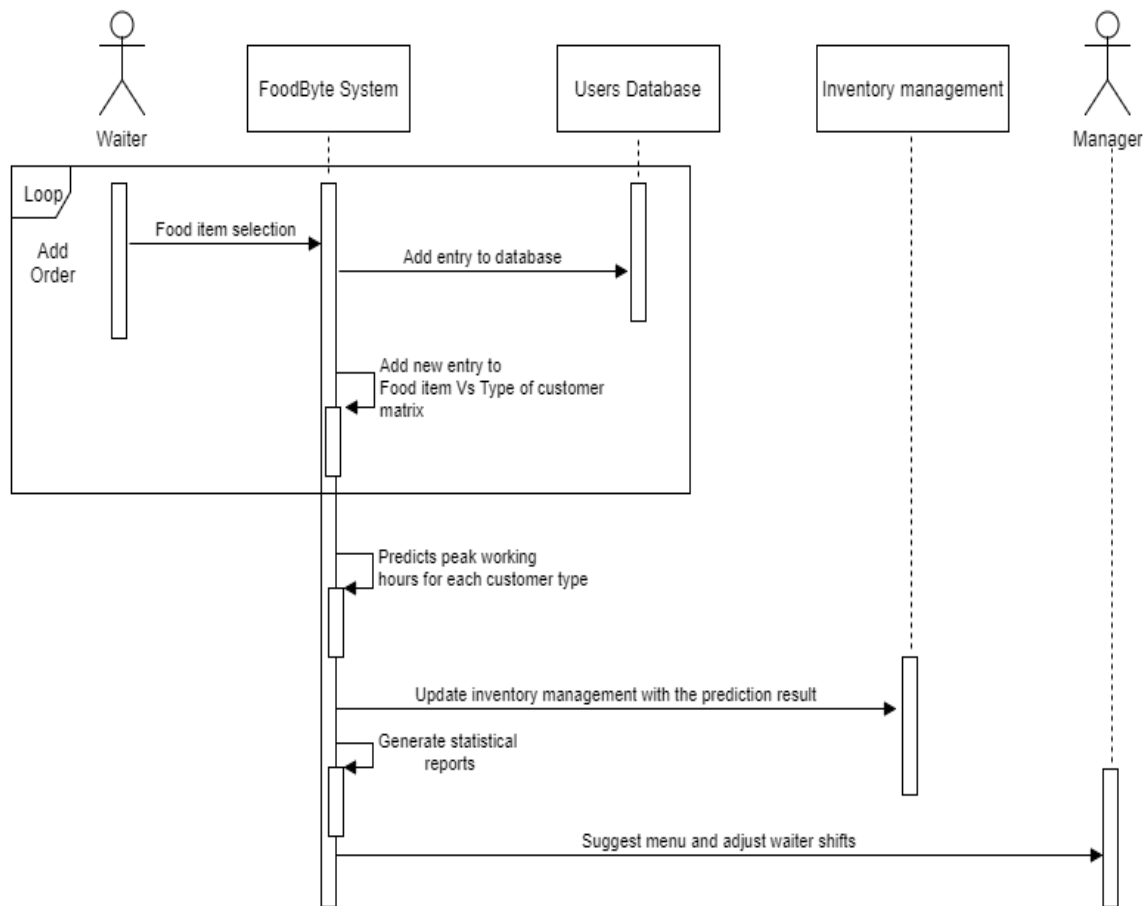 FoodByte System
Users Database
Inventory management
Waiter
Manager
Loop
Add
Order
Food item selection
Add entry to database
Add new entry to
Food item Vs Type of customer
matrix
Predicts peak working
hours for each customer type
Update inventory management with the prediction result
Generate statistical
reports
Suggest menu and adjust waiter shifts